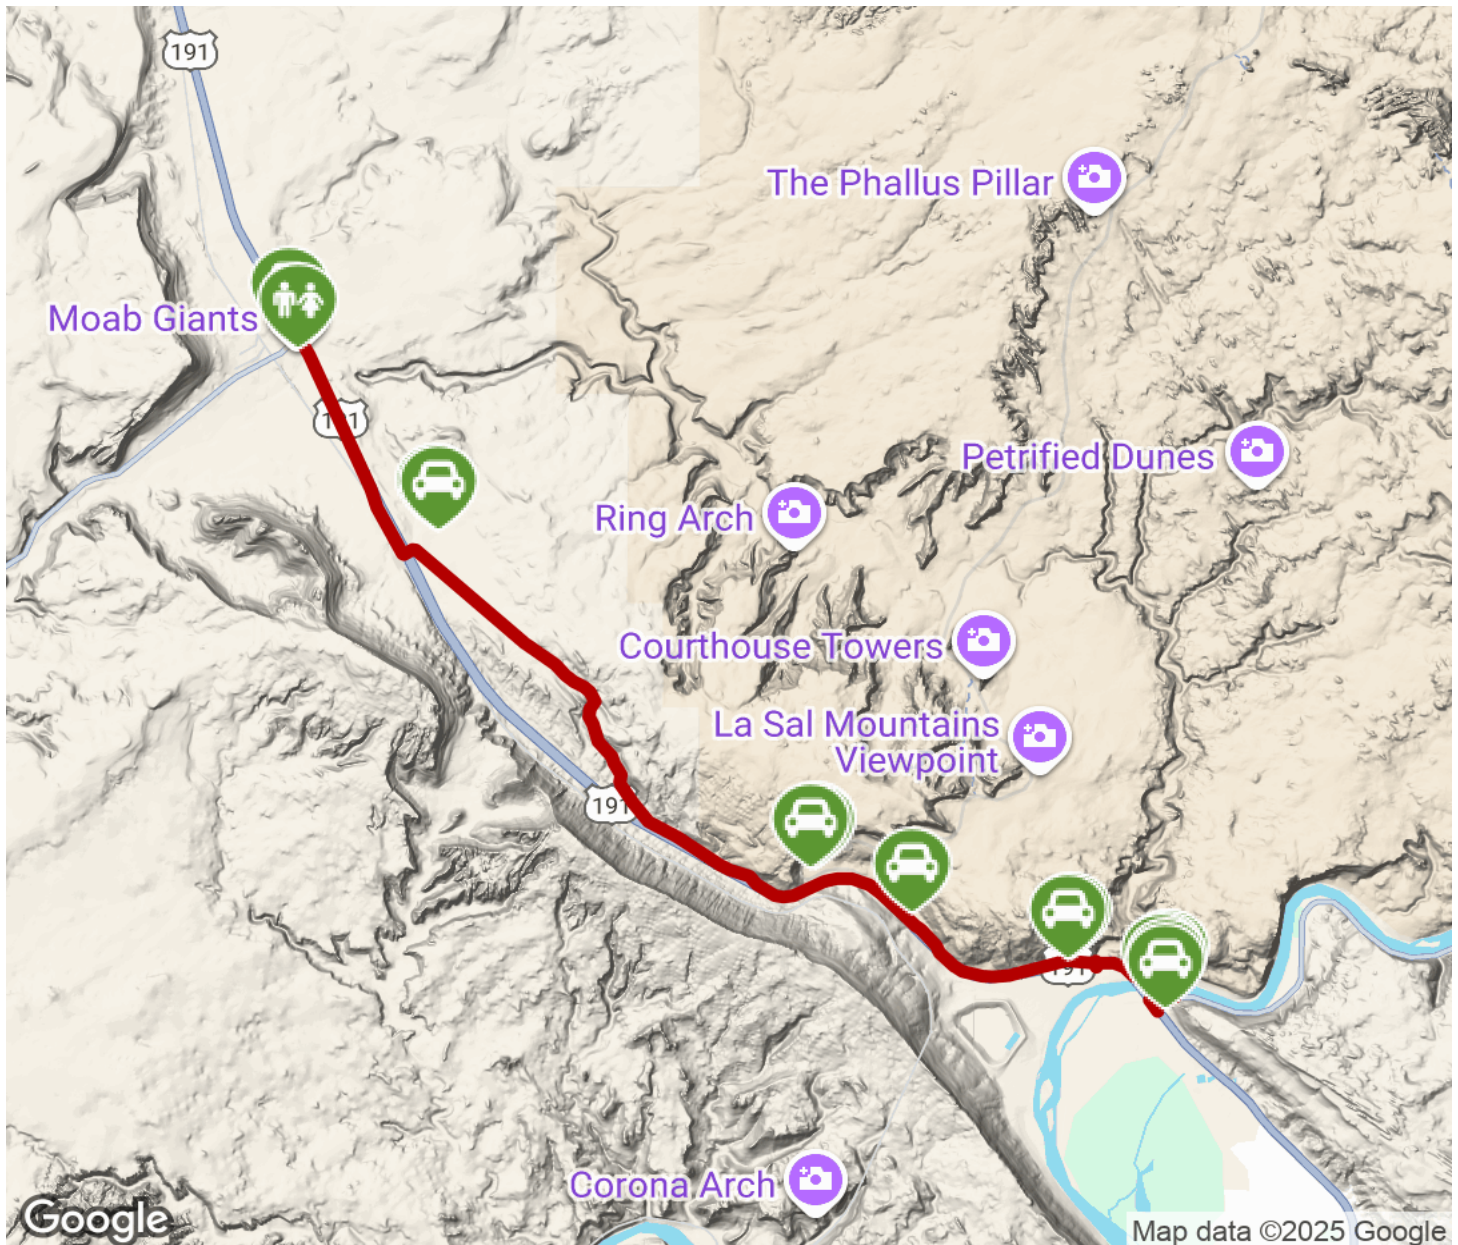 191
The Phallus Pillar
Moab Giants
191
Petrified Dunes
Ring Arch
Courthouse Towers
La Sal Mountains
Viewpoint
191
191
Corona Arch
Google
Map data ©2025 Google